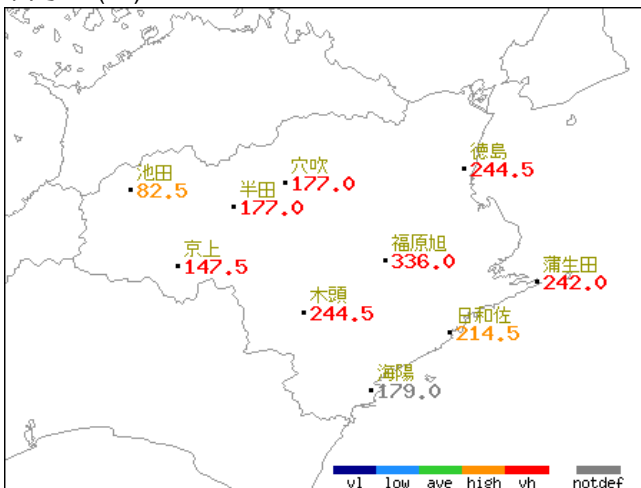 徳島
244.5
穴吹
177.0
池田
82.5
半田
177.0
京上
147.5
福原旭
336.0
蒲生田
242.0
木頭
244.5
日和佐
214.5
海陽
179.0
vl low ave high vh notdef